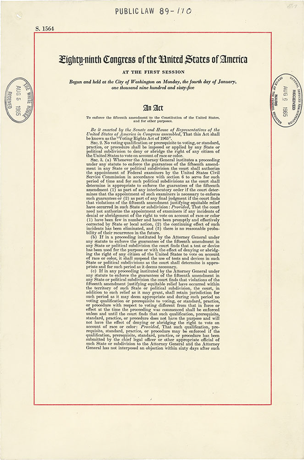 PUBLIC LAW 89-110
S. 1564
Eighty-ninth Congress of the United States of America
AT THE FIRST SESSION
Begun and held at the City of Washington on Monday, the fourth day of January,
one thousand nine hundred and sixty-five
An Act
To enforce the fifteenth amendment to the Constitution of the United States,
and for other purposes.
Be it enacted by the Senate and House of Representatives of the
United States of America in Congress assembled, That this Act shall
be known as the "Voting Rights Act of 1965".
SEC. 2. No voting qualification or prerequisite to voting, or standard,
practice, or procedure shall be imposed or applied by any State or
political subdivision to deny or abridge the right of any citizen of
the United States to vote on account of race or color.
SEC. 3. (a) Whenever the Attorney General institutes a proceeding
under any statute to enforce the guarantees of the fifteenth amend-
ment in any State or political subdivision the court shall authorize
the appointment of Federal examiners by the United States Civil
Service Commission in accordance with section 6 to serve for such
period of time and for such political subdivisions as the court shall
determine is appropriate to enforce the guarantees of the fifteenth
amendment (1) as part of any interlocutory order if the court deter-
mines that the appointment of such examiners is necessary to enforce
such guarantees or (2) as part of any final judgment if the court finds
that violations of the fifteenth amendment justifying equitable relief
have occurred in such State or subdivision: Provided, That the court
need not authorize the appointment of examiners if any incidents of
denial or abridgement of the right to vote on account of race or color
(1) have been few in number and have been promptly and effectively
corrected by State or local action, (2) the continuing effect of such
incidents has been eliminated, and (3) there is no reasonable proba-
bility of their recurrence in the future.
(b) If in a proceeding instituted by the Attorney General under
any statute to enforce the guarantees of the fifteenth amendment in
any State or political subdivision the court finds that a test or device
has been used for the purpose or with the effect of denying or abridg-
ing the right of any citizen of the United States to vote on account
of race or color, it shall suspend the use of tests and devices in such
State or political subdivisions as the court shall determine is appro-
priate and for such period as it deems necessary.
(c) If in any proceeding instituted by the Attorney General under
any statute to enforce the guarantees of the fifteenth amendment in
any State or political subdivision the court finds that violations of the
fifteenth amendment justifying equitable relief have occurred within
the territory of such State or political subdivision, the court, in
addition to such relief as it may grant, shall retain jurisdiction for
such period as it may deem appropriate and during such period no
voting qualification or prerequisite to voting, or standard, practice,
or procedure with respect to voting different from that in force or
effect at the time the proceeding was commenced shall be enforced
unless and until the court finds that such qualification, prerequisite,
standard, practice, or procedure does not have the purpose and will
not have the effect of denying or abridging the right to vote on
account of race or color: Provided, That such qualification, pre-
requisite, standard, practice, or procedure may be enforced if the
qualification, prerequisite, standard, practice, or procedure has been
submitted by the chief legal officer or other appropriate official of
such State or subdivision to the Attorney General and the Attorney
General has not interposed an objection within sixty days after such
AUG 6 1965